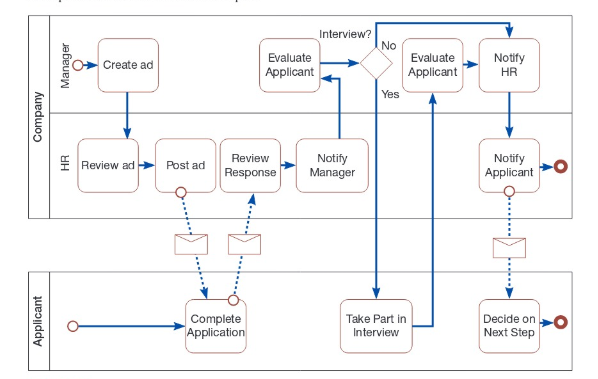 Company
Manager
Create ad
Evaluate
Applicant
Interview?
No
Yes
Evaluate
Applicant
Notify
HR
HR
Review ad
Post ad
Review
Response
Notify
Manager
Notify
Applicant
Applicant
Complete
Application
Take Part in
Interview
Decide on
Next Step